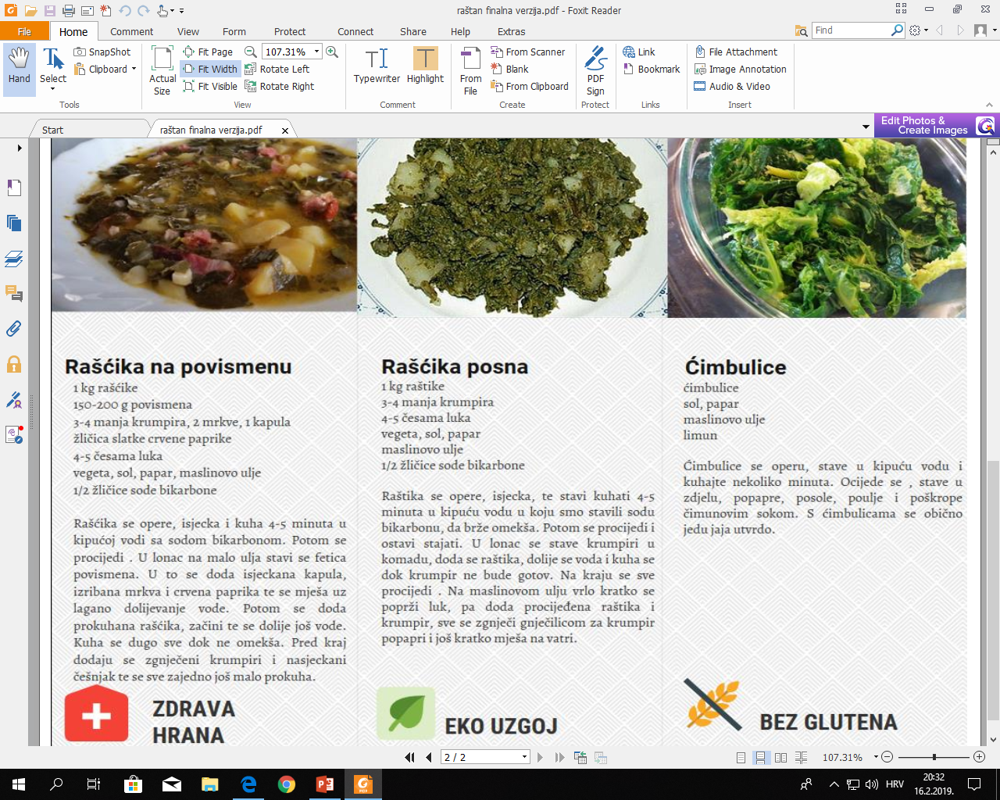 raštan finalna verzija.pdf - Foxit Reader
File
Home
Comment
View
Form
Protect
Connect
Share
Help
Extras
Find
Hand
Select
SnapShot
Clipboard
Tools
Actual
Size
Fit Page
Fit Width
Fit Visible
107.31%
Rotate Left
Rotate Right
View
Typewriter
Highlight
Comment
From
File
From Scanner
Blank
From Clipboard
Create
PDF
Sign
Protect
Link
Bookmark
Links
File Attachment
Image Annotation
Audio & Video
Insert
Start
raštan finalna verzija.pdf
Edit Photos &
Create Images
Rašćika na povismenu
1 kg rašćike
150-200 g povismena
3-4 manja krumpira, 2 mrkve, 1 kapula
žličica slatke crvene paprike
4-5 česama luka
vegeta, sol, papar, maslinovo ulje
1/2 žličice sode bikarbone
Rašćika se opere, isjecka i kuha 4-5 minuta u
kipućoj vodi sa sodom bikarbonom. Potom se
procijedi . U lonac na malo ulja stavi se fetica
povismena. U to se doda isjeckana kapula,
izribana mrkva i crvena paprika te se mješa uz
lagano dolijevanje vode. Potom se doda
prokuhana rašćika, začini te se dolije još vode.
Kuha se dugo sve dok ne omekša. Pred kraj
dodaju se zgnječeni krumpiri i nasjeckani
češnjak te se sve zajedno još malo prokuha.
Rašćika posna
1 kg raštike
3-4 manja krumpira
4-5 česama luka
vegeta, sol, papar
maslinovo ulje
1/2 žličice sode bikarbone
Raštika se opere, isjecka, te stavi kuhati 4-5
minuta u kipuću vodu u koju smo stavili sodu
bikarbonu, da brže omekša. Potom se procijedi i
ostavi stajati. U lonac se stave krumpiri u
komadu, doda se raštika, dolije se voda i kuha se
dok krumpir ne bude gotov. Na kraju se sve
procijedi . Na maslinovom ulju vrlo kratko se
poprži luk, pa doda procijeđena raštika i
krumpir, sve se zgnječi gnječilicom za krumpir
popapri i još kratko mješa na vatri.
Ćimbulice
ćimbulice
sol, papar
maslinovo ulje
limun
Ćimbulice se operu, stave u kipuću vodu i
kuhajte nekoliko minuta. Ocijede se , stave u
zdjelu, popapre, posole, poulje i poškrope
čimunovim sokom. S ćimbulicama se obično
jedu jaja utvrdo.
ZDRAVA
HRANA
EKO UZGOJ
BEZ GLUTENA
2 / 2
107.31%
HRV
20:32
16.2.2019.